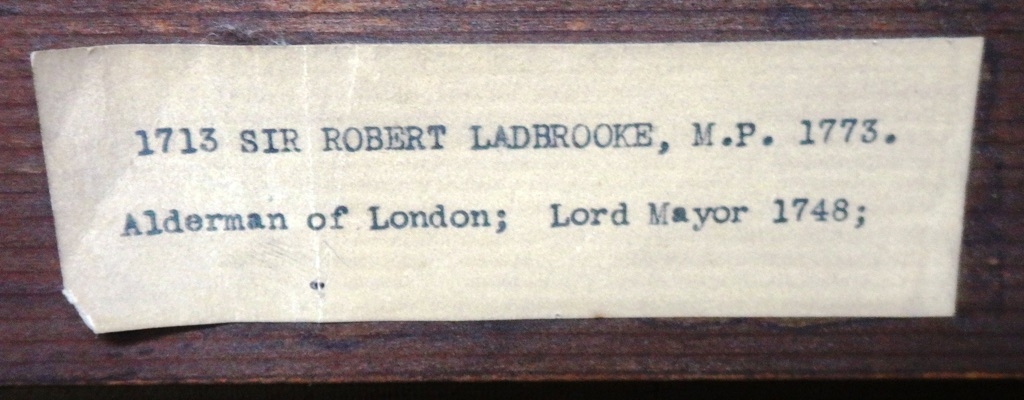 1713 SIR ROBERT LADBROOKE, M.P. 1773.
Alderman of London; Lord Mayor 1748;